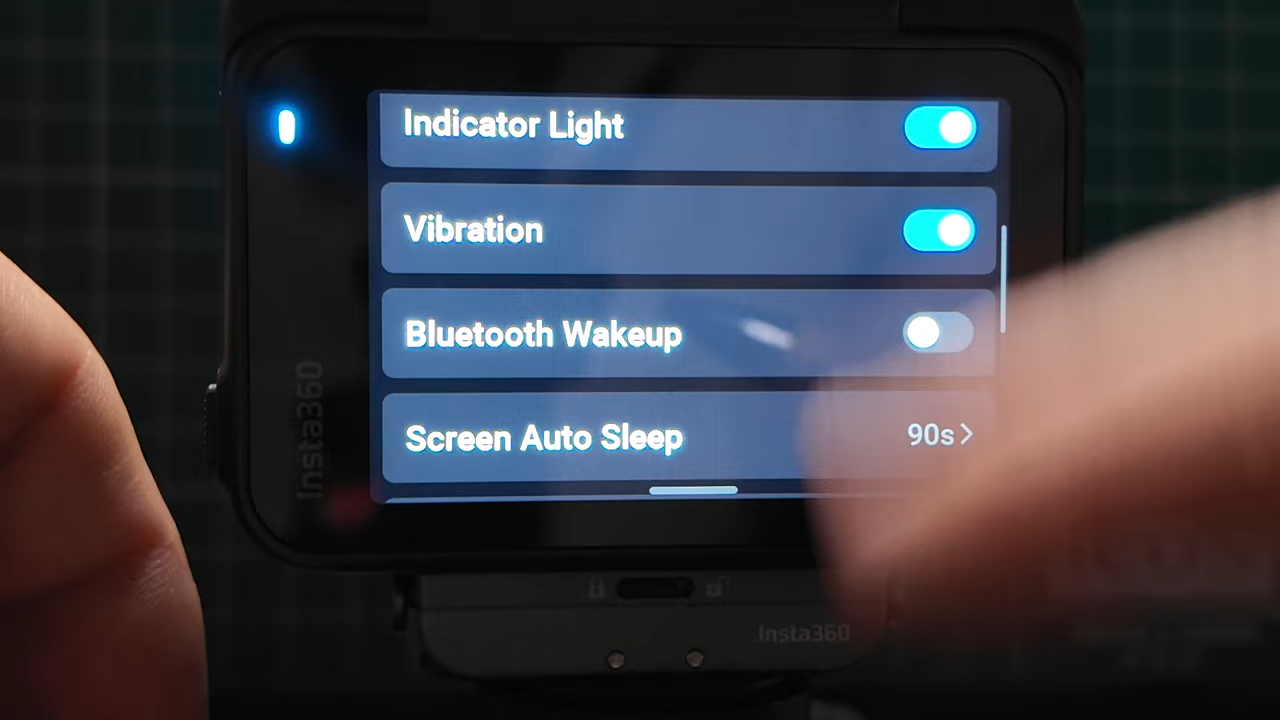 Indicator Light
Vibration
Bluetooth Wakeup
Screen Auto Sleep
90s
Insta360
Insta360